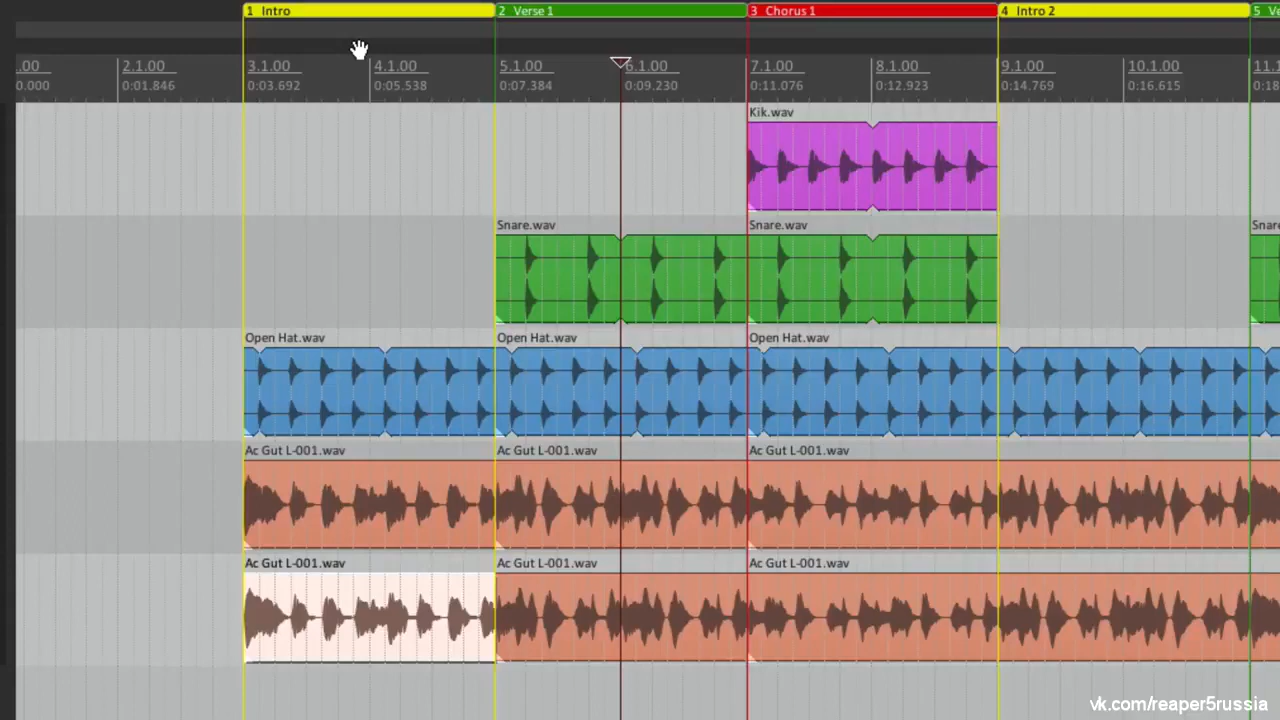 1 Intro
2 Verse 1
3 Chorus 1
4 Intro 2
5 Ve
.00 2.1.00 3.1.00 4.1.00 5.1.00 6.1.00 7.1.00 8.1.00 9.1.00 10.1.00 11.1
0.000 0:01.846 0:03.692 0:05.538 0:07.384 0:09.230 0:11.076 0:12.923 0:14.769 0:16.615 0:18
Kik.wav
Snare.wav Snare.wav Snare
Open Hat.wav Open Hat.wav Open Hat.wav
Ac Gut L-001.wav Ac Gut L-001.wav Ac Gut L-001.wav
Ac Gut L-001.wav Ac Gut L-001.wav Ac Gut L-001.wav
vk.com/reaper5russia